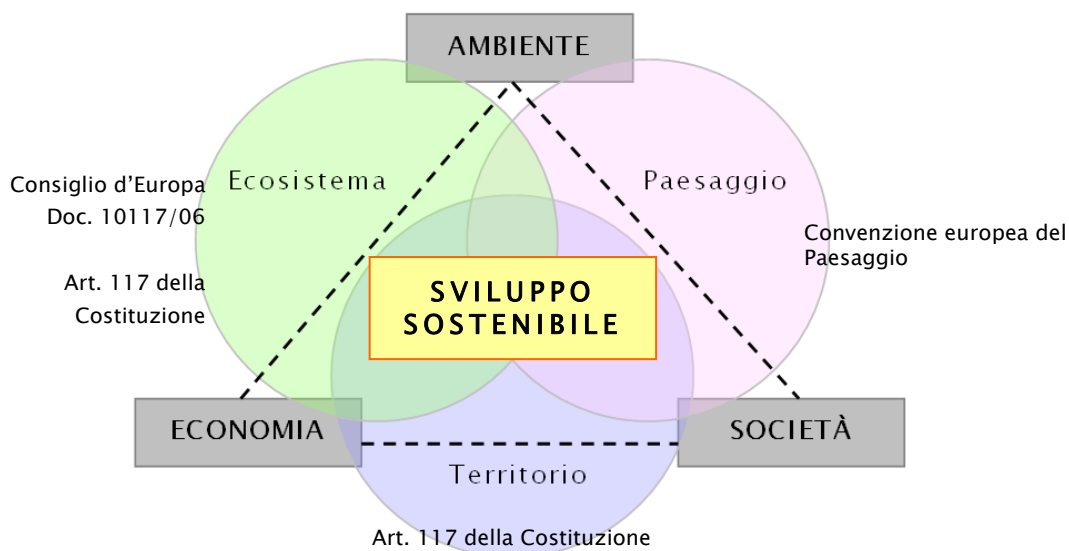 AMBIENTE
Ecosistema
Paesaggio
Consiglio d’Europa
Doc. 10117/06
Convenzione europea del
Paesaggio
Art. 117 della
Costituzione
SVILUPPO
SOSTENIBILE
ECONOMIA
SOCIETÀ
Territorio
Art. 117 della Costituzione